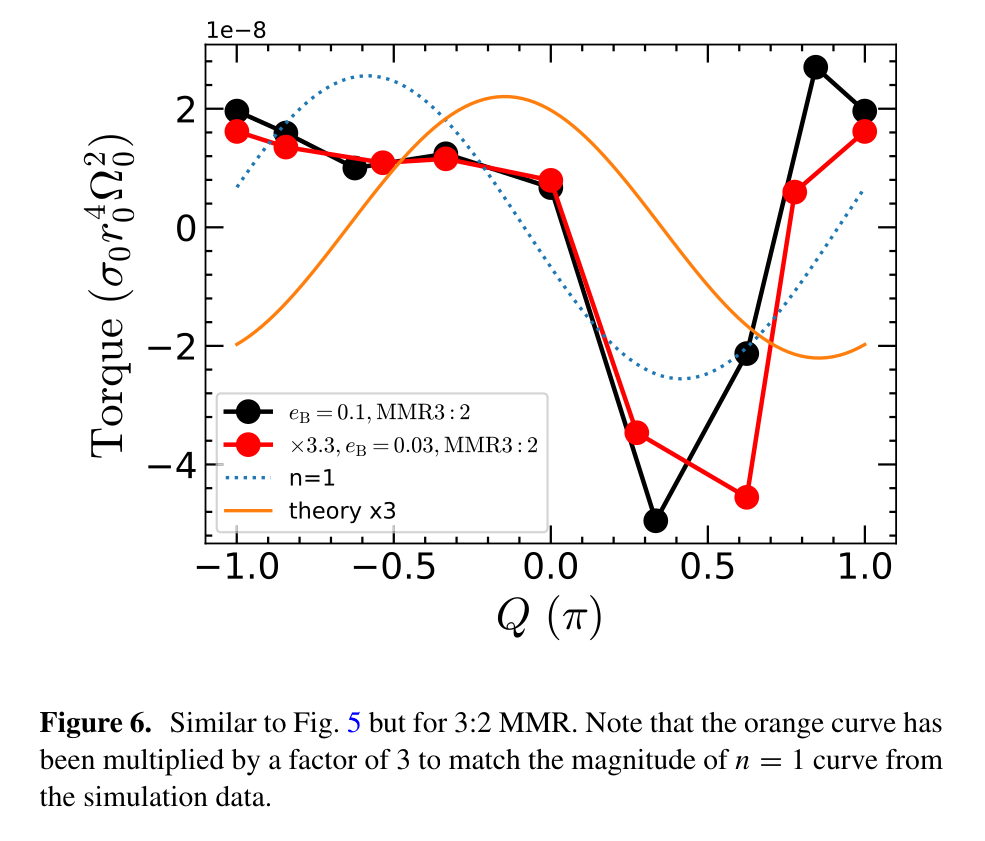 1e−8
2
0
−2
−4
Torque (σ₀r₀⁴Ω₀²)
e_B = 0.1, MMR3 : 2
×3.3, e_B = 0.03, MMR3 : 2
n=1
theory x3
−1.0 −0.5 0.0 0.5 1.0
Q (π)
Figure 6. Similar to Fig. 5 but for 3:2 MMR. Note that the orange curve has
been multiplied by a factor of 3 to match the magnitude of n = 1 curve from
the simulation data.